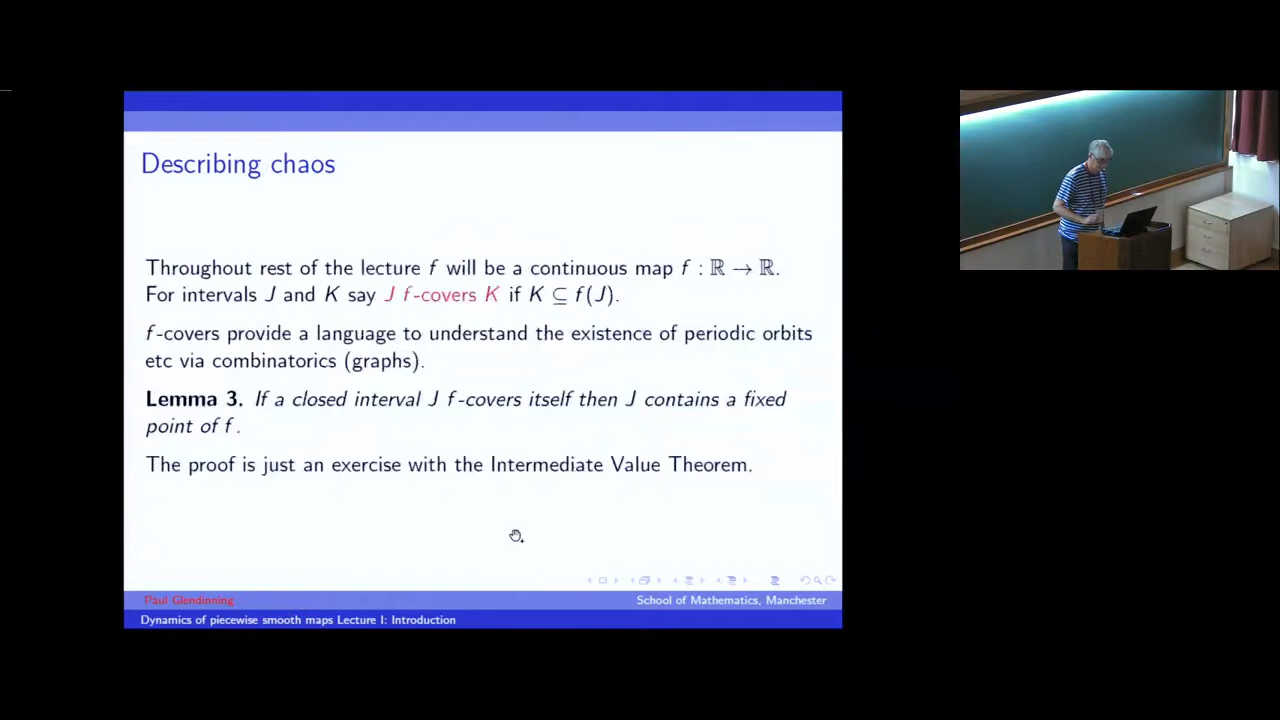 Describing chaos
Throughout rest of the lecture f will be a continuous map f : ℝ → ℝ.
For intervals J and K say J f-covers K if K ⊆ f(J).
f-covers provide a language to understand the existence of periodic orbits
etc via combinatorics (graphs).
Lemma 3. If a closed interval J f-covers itself then J contains a fixed
point of f.
The proof is just an exercise with the Intermediate Value Theorem.
Paul Glendinning
School of Mathematics, Manchester
Dynamics of piecewise smooth maps Lecture I: Introduction